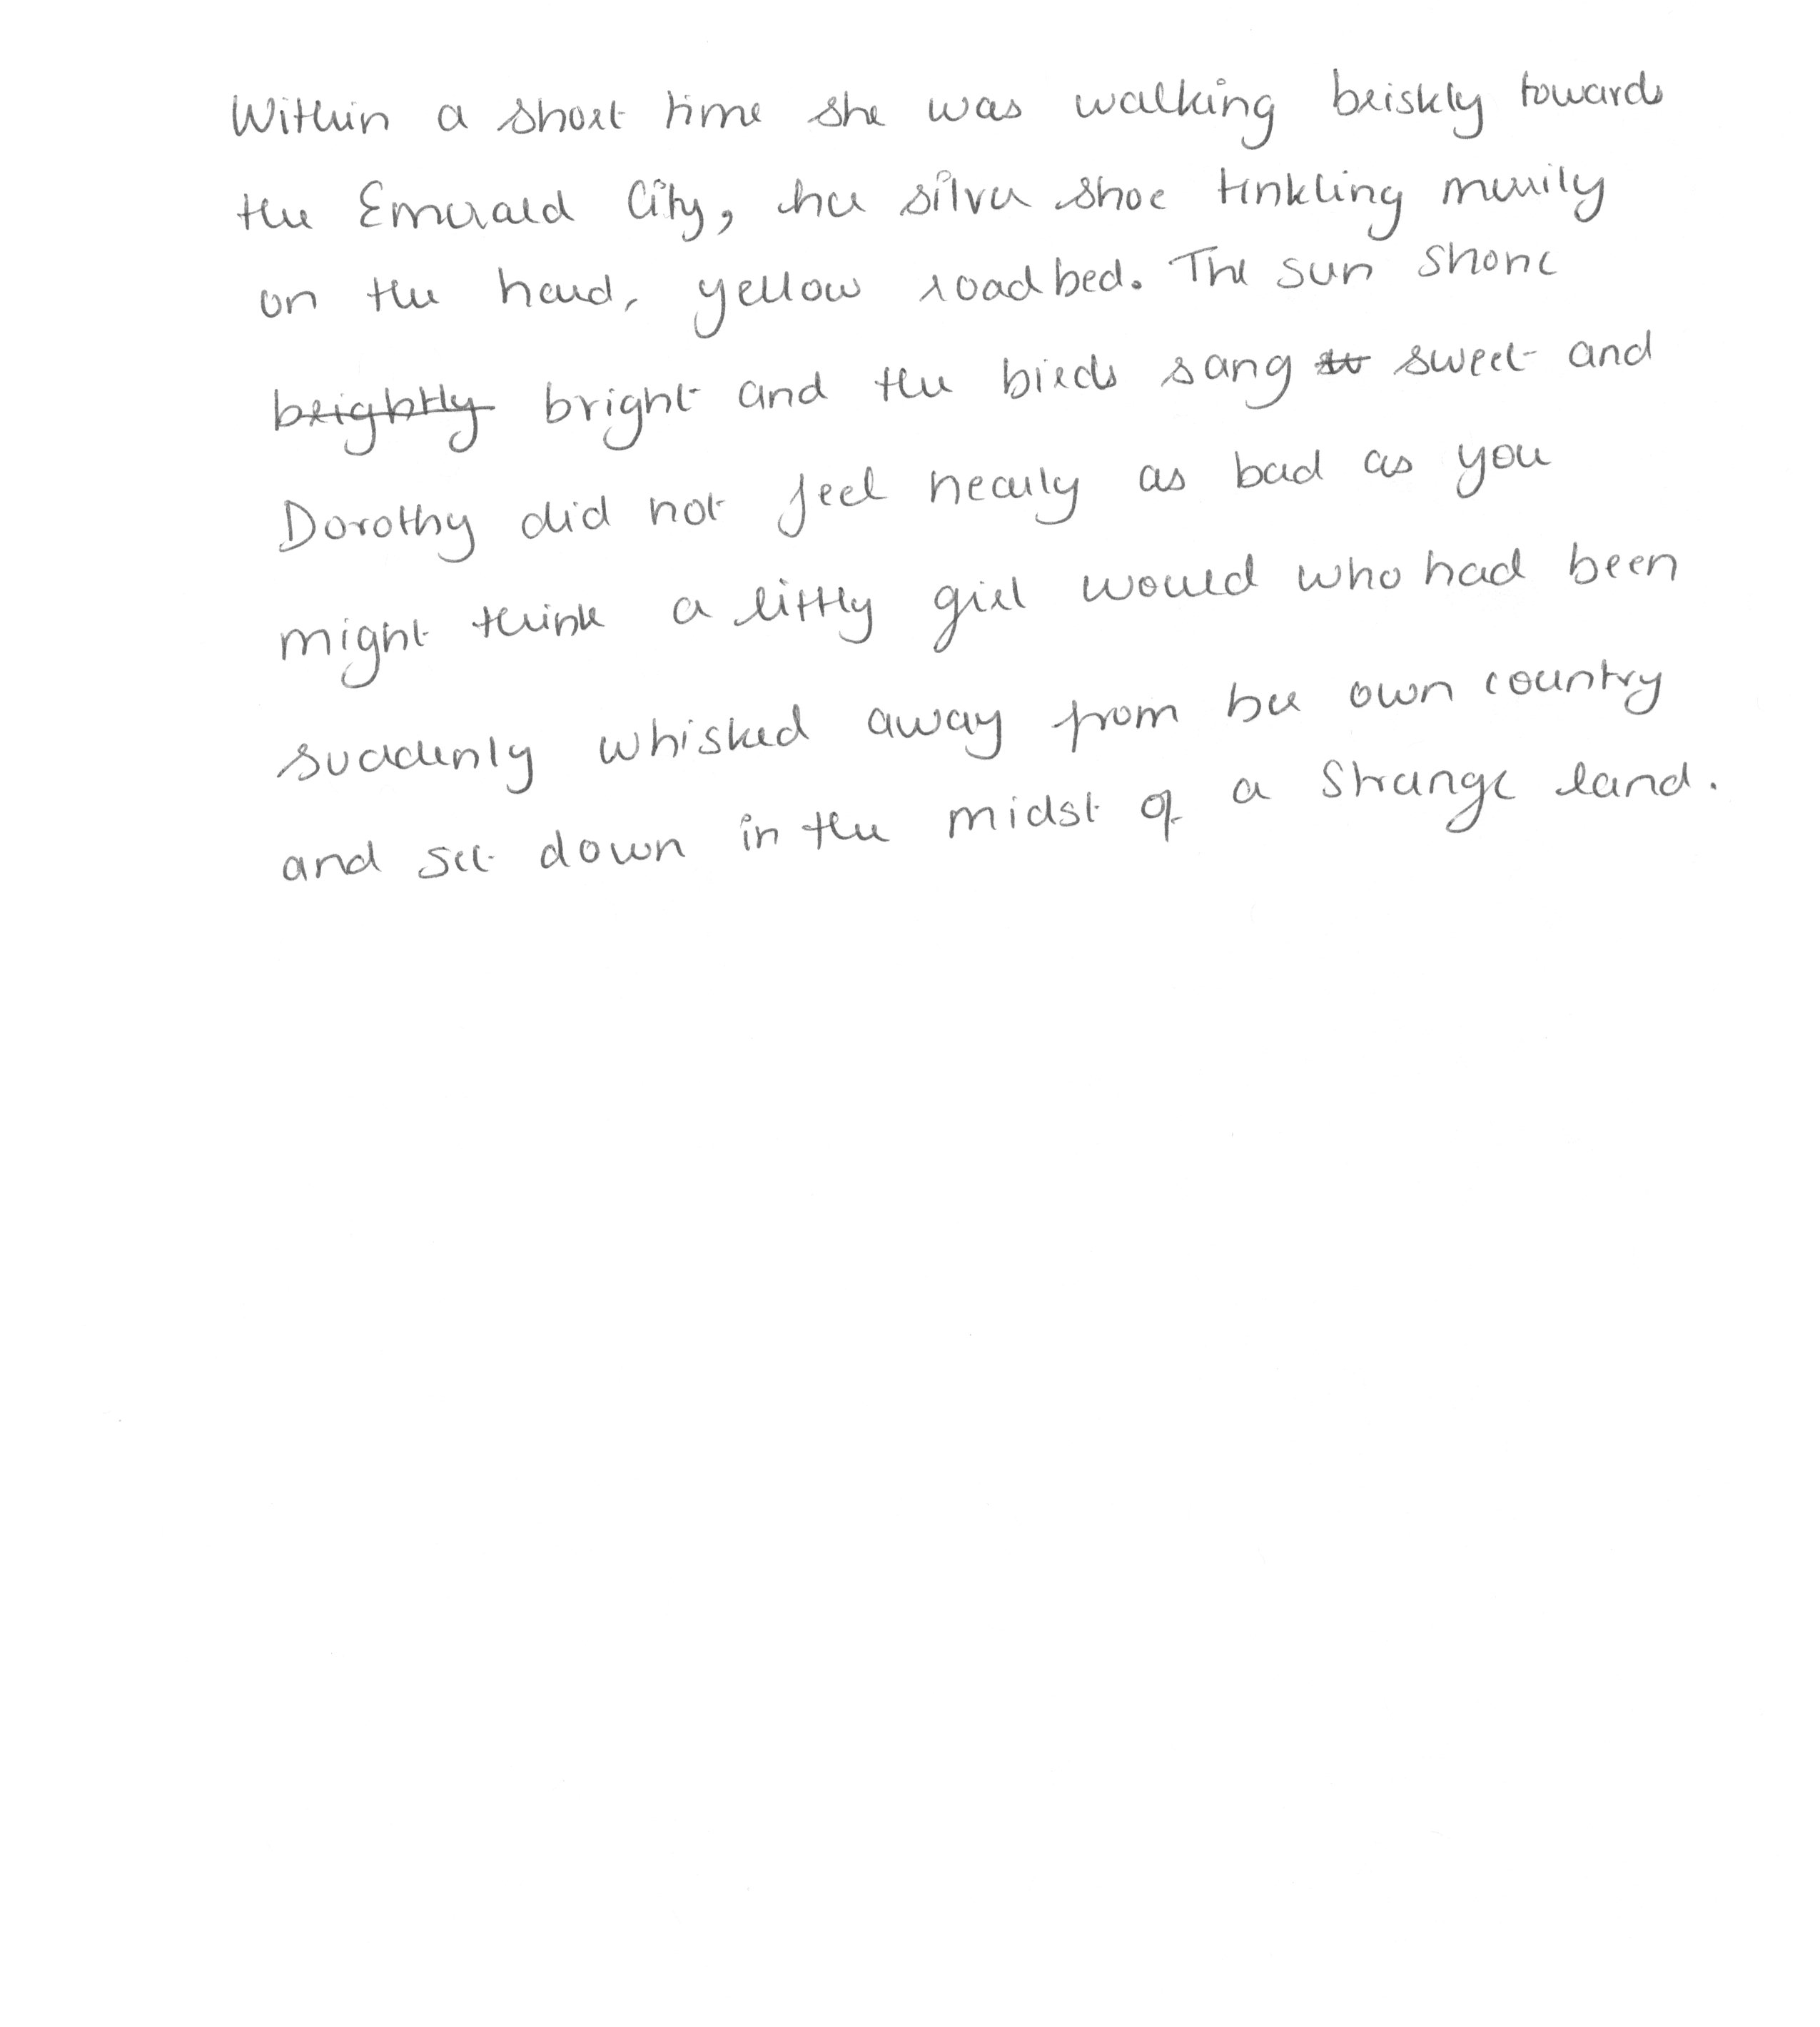 Within a short time she was walking briskly towards
the Emerald City, her silver shoe tinkling merrily
on the hard, yellow roadbed. The sun shone
brightly bright and the birds sang sw sweet and
Dorothy did not feel nearly as bad as you
might think a littly girl would who had been
suddenly whisked away from her own country
and set down in the midst of a strange land.